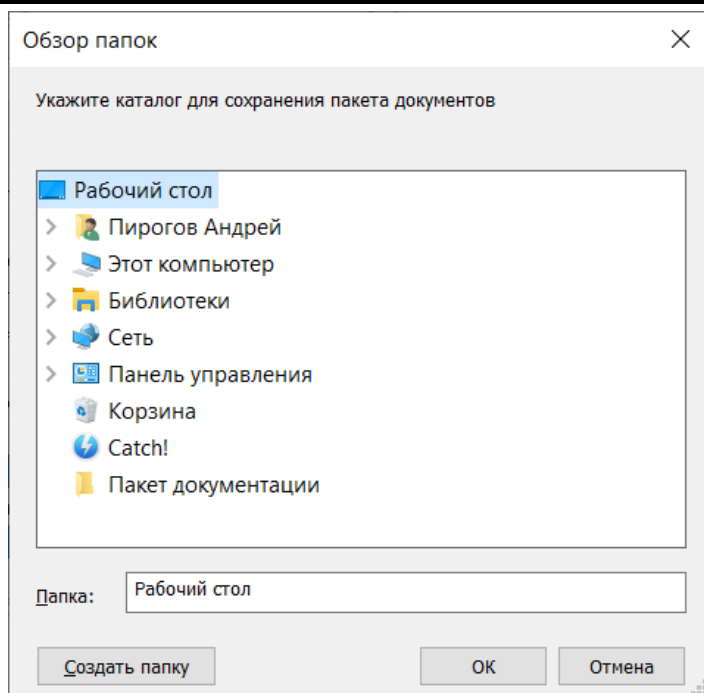 Обзор папок
Укажите каталог для сохранения пакета документов
Рабочий стол
Пирогов Андрей
Этот компьютер
Библиотеки
Сеть
Панель управления
Корзина
Catch!
Пакет документации
Папка: Рабочий стол
Создать папку ОК Отмена